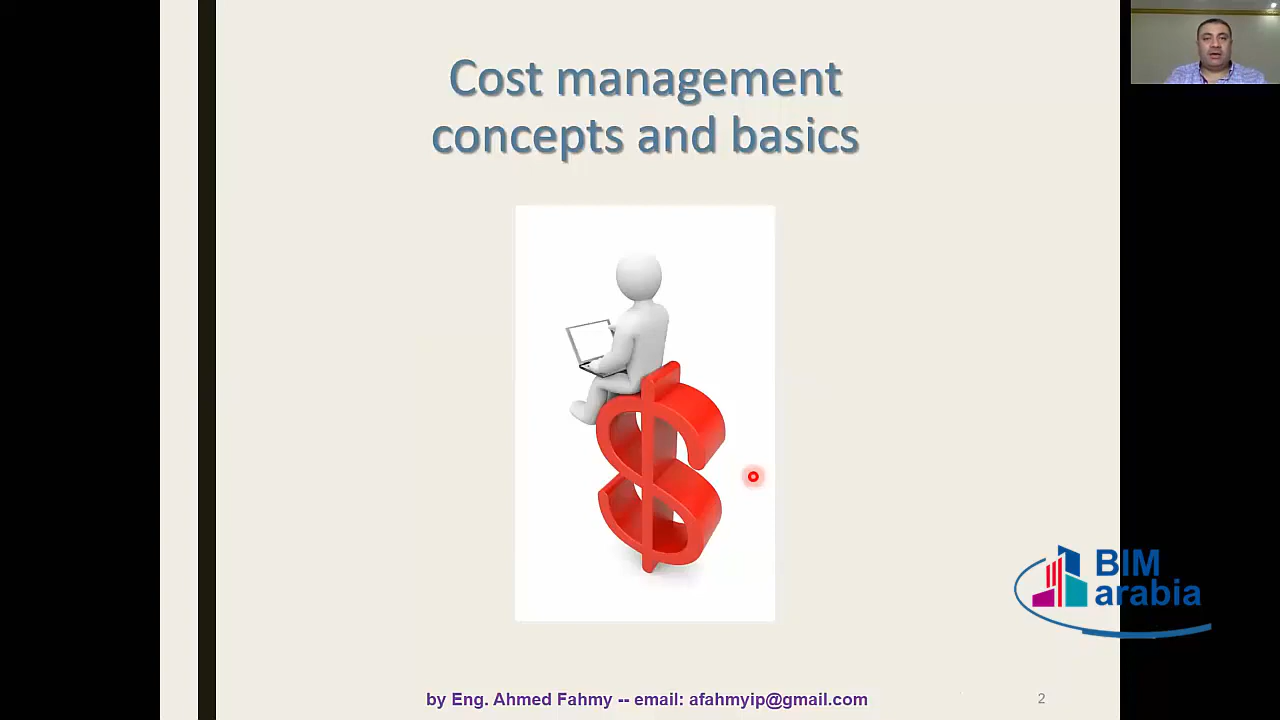 Cost management
concepts and basics
BIM
arabia
by Eng. Ahmed Fahmy -- email: afahmyip@gmail.com
2